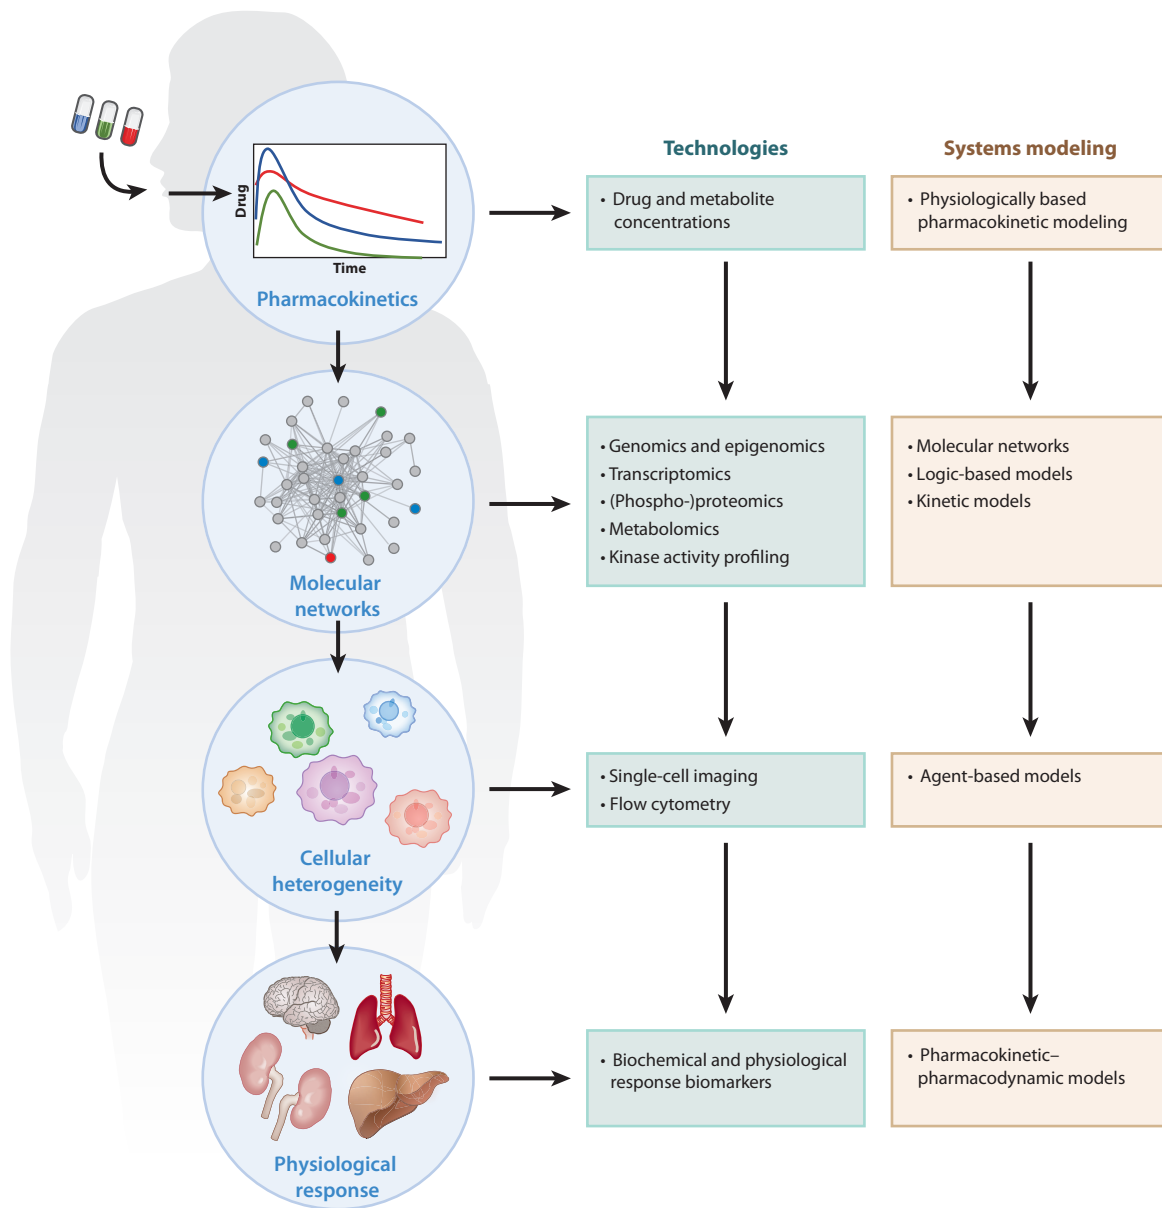 Technologies
Systems modeling
Drug
Time
Pharmacokinetics
• Drug and metabolite
concentrations
• Physiologically based
pharmacokinetic modeling
Molecular
networks
• Genomics and epigenomics
• Transcriptomics
• (Phospho-)proteomics
• Metabolomics
• Kinase activity profiling
• Molecular networks
• Logic-based models
• Kinetic models
Cellular
heterogeneity
• Single-cell imaging
• Flow cytometry
• Agent-based models
Physiological
response
• Biochemical and physiological
response biomarkers
• Pharmacokinetic–
pharmacodynamic models